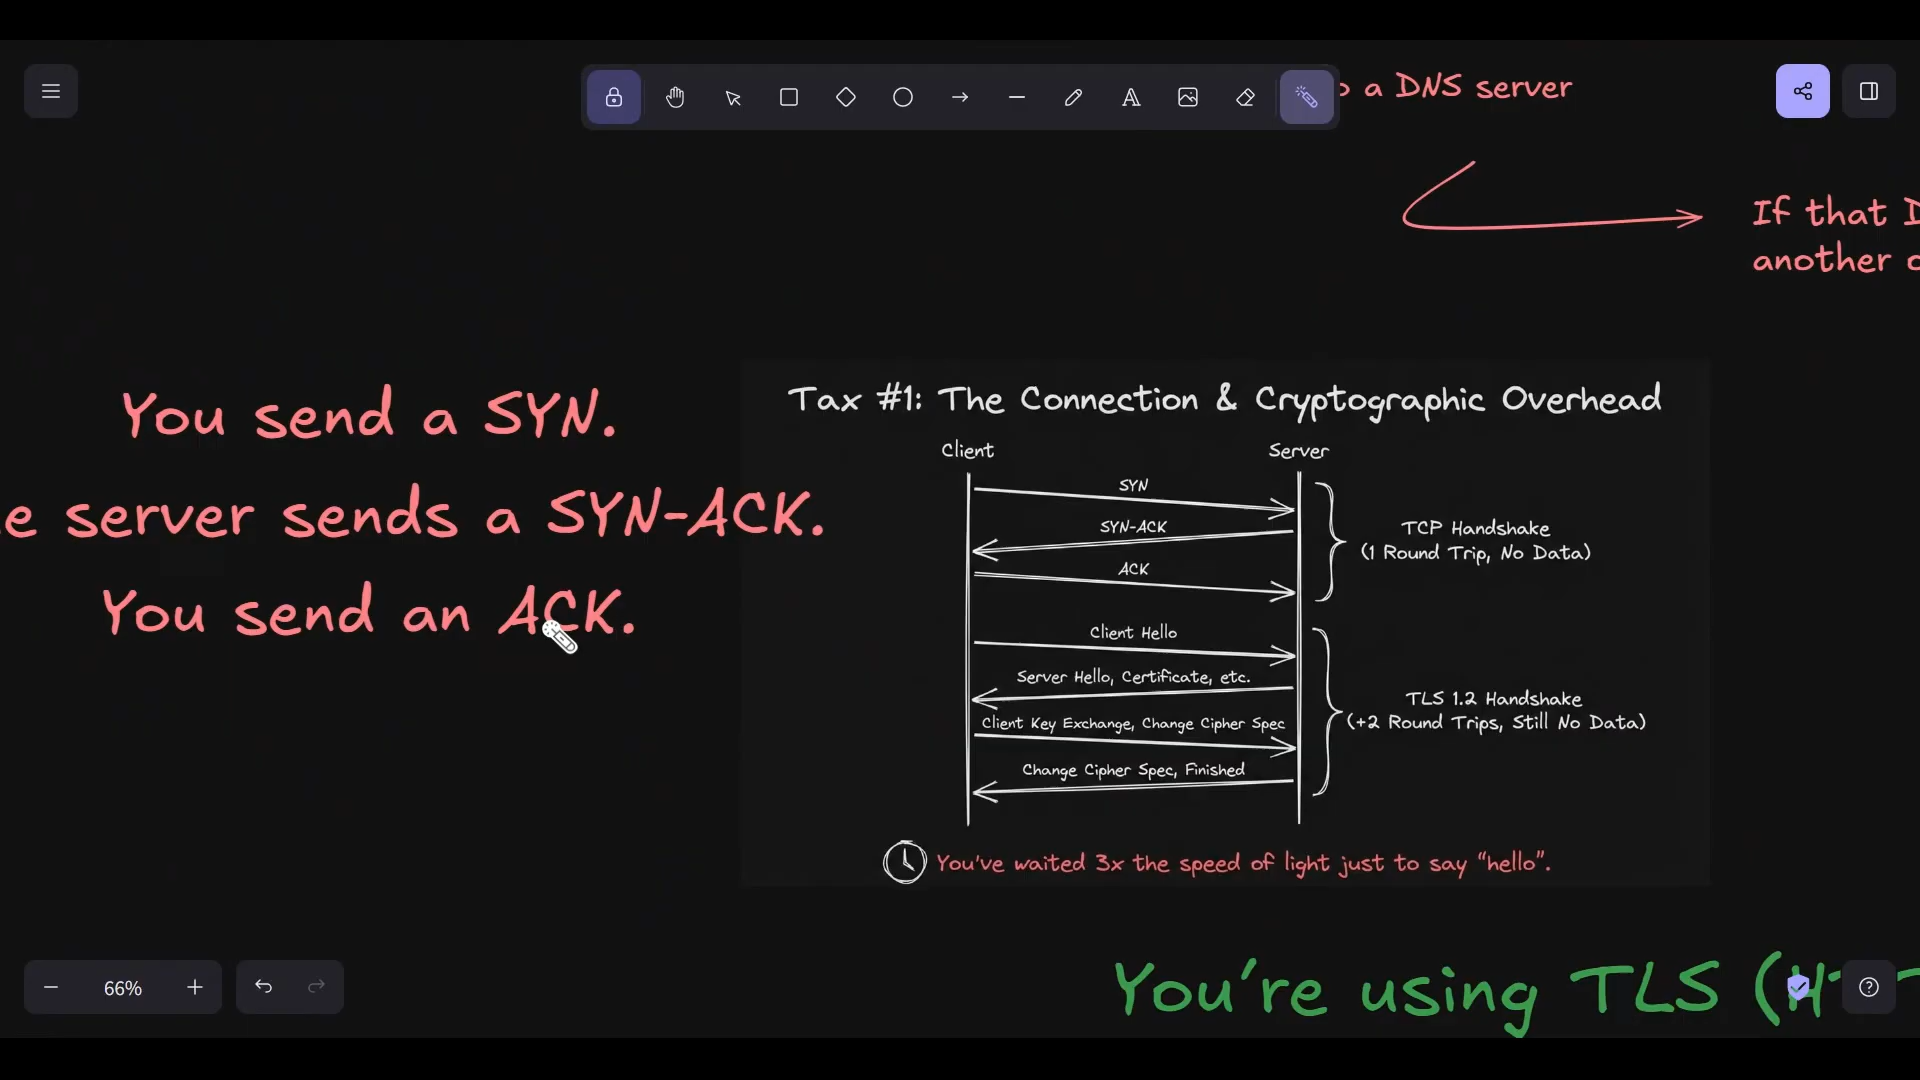 o a DNS server
If that
another
You send a SYN.
e server sends a SYN-ACK.
You send an ACK.
Tax #1: The Connection & Cryptographic Overhead
Client
Server
SYN
SYN-ACK
ACK
TCP Handshake
(1 Round Trip, No Data)
Client Hello
Server Hello, Certificate, etc.
Client Key Exchange, Change Cipher Spec
Change Cipher Spec, Finished
TLS 1.2 Handshake
(+2 Round Trips, Still No Data)
You've waited 3x the speed of light just to say "hello".
You're using TLS (
66%